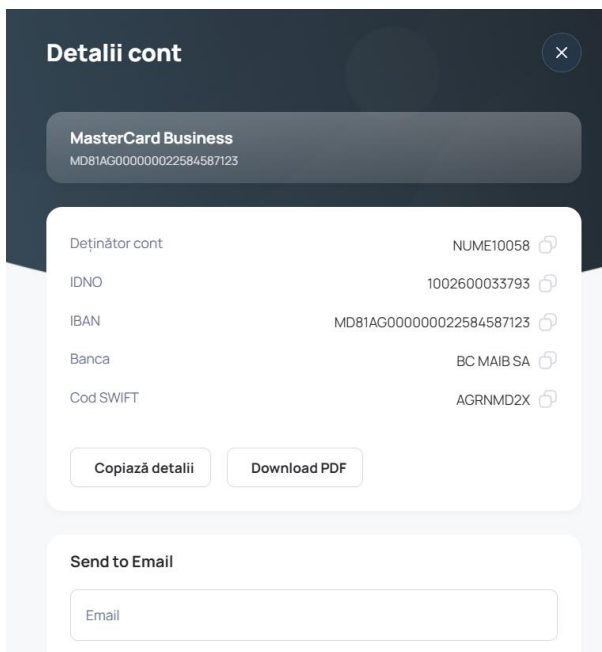 Detalii cont
MasterCard Business
MD81AG000000022584587123
Deținător cont NUME10058
IDNO 1002600033793
IBAN MD81AG000000022584587123
Banca BC MAIB SA
Cod SWIFT AGRNMD2X
Copiază detalii Download PDF
Send to Email
Email